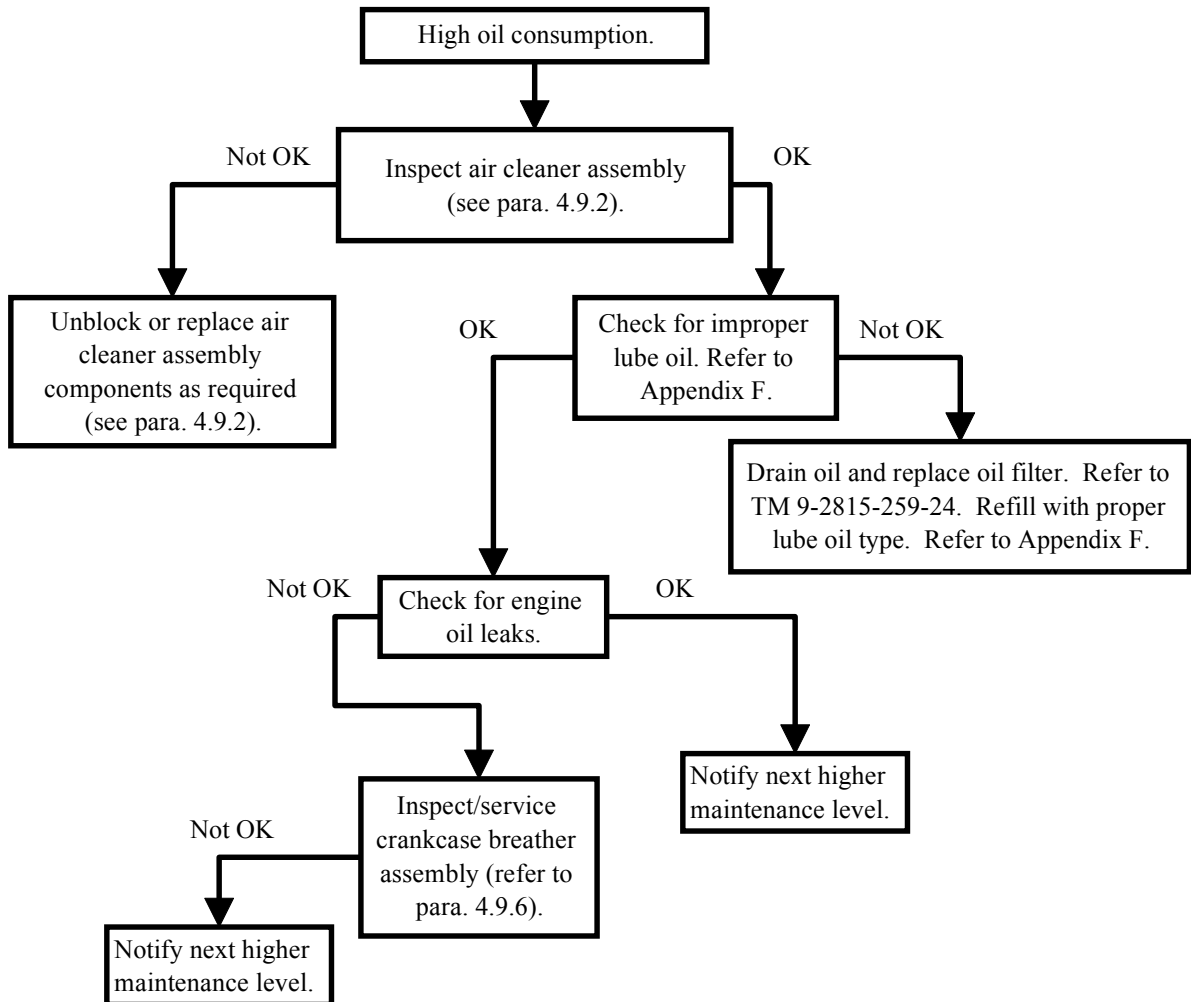 High oil consumption.
Not OK
OK
Inspect air cleaner assembly
(see para. 4.9.2).
Unblock or replace air
cleaner assembly
components as required
(see para. 4.9.2).
OK
Check for improper
lube oil. Refer to
Appendix F.
Not OK
Drain oil and replace oil filter.  Refer to
TM 9-2815-259-24.  Refill with proper
lube oil type.  Refer to Appendix F.
Not OK
Check for engine
oil leaks.
OK
Notify next higher
maintenance level.
Inspect/service
crankcase breather
assembly (refer to
para. 4.9.6).
Not OK
Notify next higher
maintenance level.